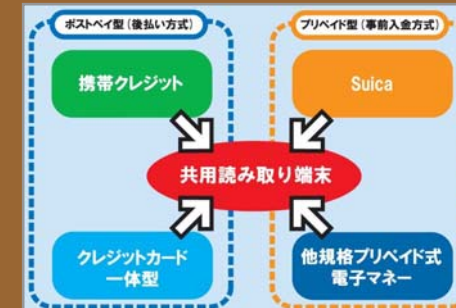 ポストペイ型（後払い方式）
プリペイド型（事前入金方式）
携帯クレジット
Suica
共用読み取り端末
クレジットカード
一体型
他規格プリペイド式
電子マネー